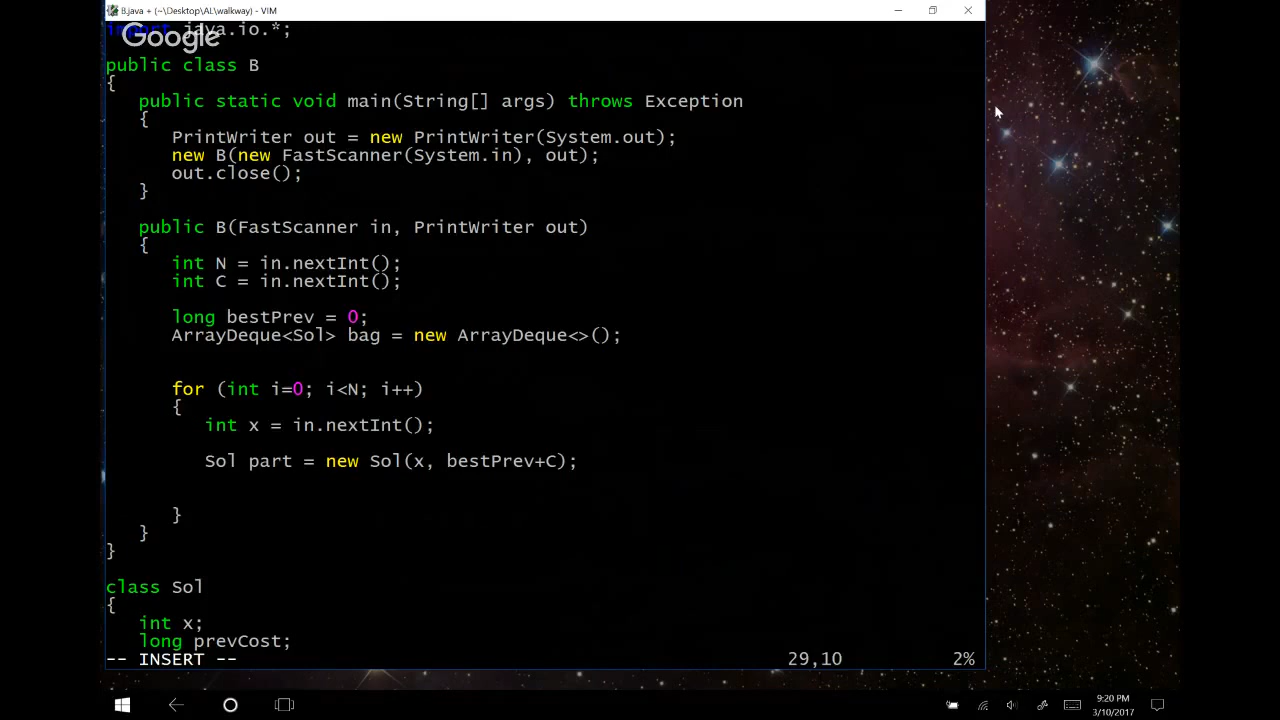 B.java + (~\Desktop\AL\walkway) - VIM
import java.io.*;
Google
public class B
{
public static void main(String[] args) throws Exception
{
PrintWriter out = new PrintWriter(System.out);
new B(new FastScanner(System.in), out);
out.close();
}
public B(FastScanner in, PrintWriter out)
{
int N = in.nextInt();
int C = in.nextInt();
long bestPrev = 0;
ArrayDeque<Sol> bag = new ArrayDeque<>();
for (int i=0; i<N; i++)
{
int x = in.nextInt();
Sol part = new Sol(x, bestPrev+C);
}
}
}
class Sol
{
int x;
long prevCost;
-- INSERT -- 29,10 2%
9:20 PM
3/10/2017